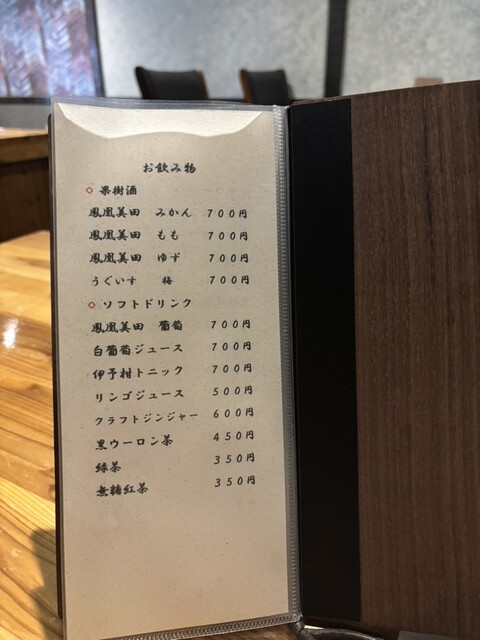 お飲み物
◇ 果樹酒
鳳凰美田 みかん 700円
鳳凰美田 もも 700円
鳳凰美田 ゆず 700円
うぐいす 梅 700円
◇ ソフトドリンク
鳳凰美田 葡萄 700円
白葡萄ジュース 700円
伊予村トニック 700円
リンゴジュース 500円
クラフトジンジャー 600円
黒ウーロン茶 450円
緑茶 350円
無糖紅茶 350円